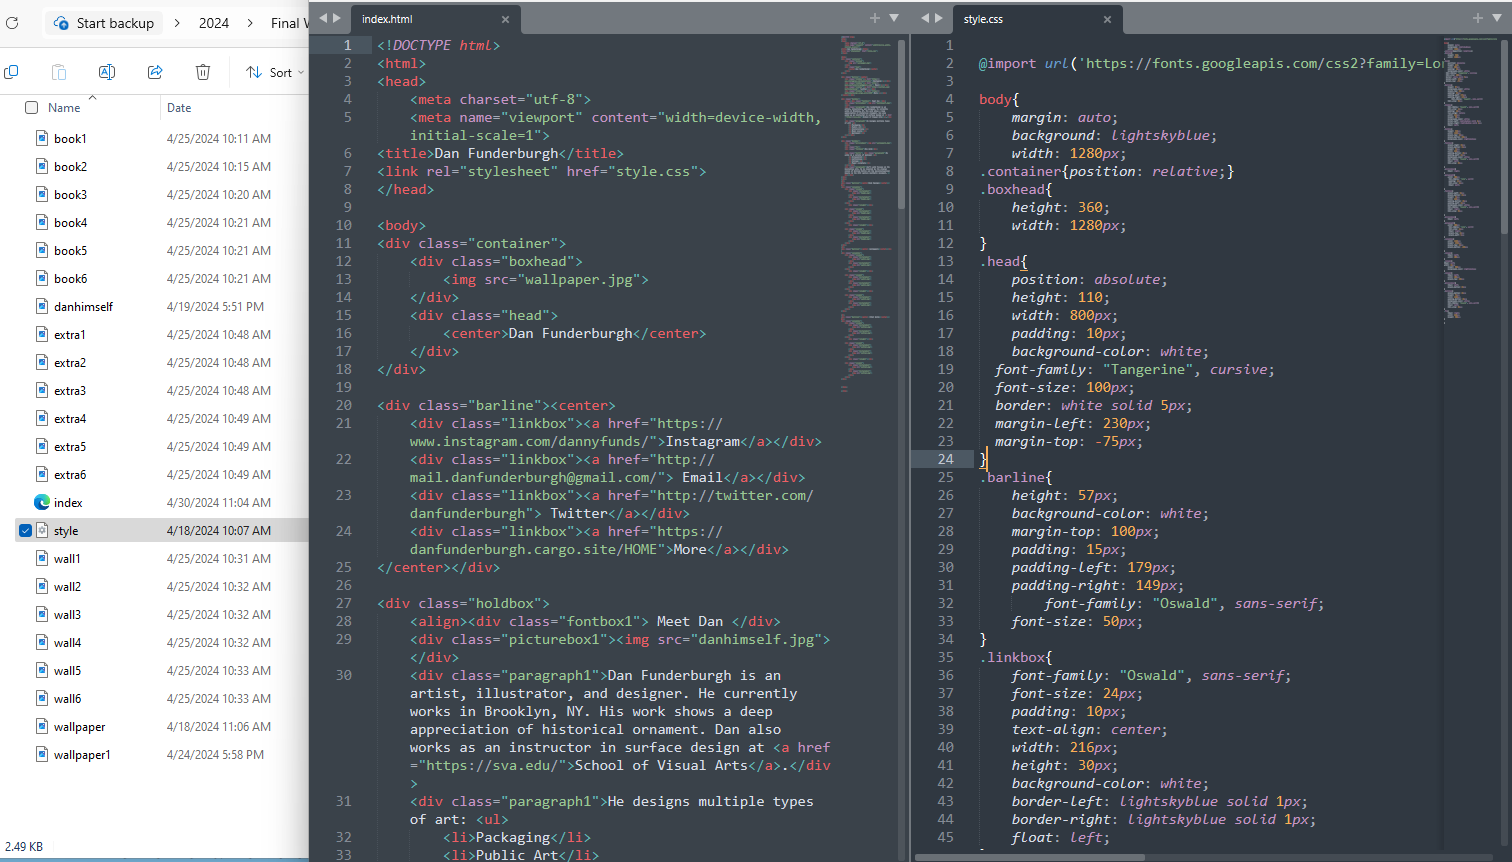 Start backup > 2024 > Final W
Sort
Name Date
book1 4/25/2024 10:11 AM
book2 4/25/2024 10:15 AM
book3 4/25/2024 10:20 AM
book4 4/25/2024 10:21 AM
book5 4/25/2024 10:21 AM
book6 4/25/2024 10:21 AM
danhimself 4/19/2024 5:51 PM
extra1 4/25/2024 10:48 AM
extra2 4/25/2024 10:48 AM
extra3 4/25/2024 10:48 AM
extra4 4/25/2024 10:49 AM
extra5 4/25/2024 10:49 AM
extra6 4/25/2024 10:49 AM
index 4/30/2024 11:04 AM
style 4/18/2024 10:07 AM
wall1 4/25/2024 10:31 AM
wall2 4/25/2024 10:32 AM
wall3 4/25/2024 10:32 AM
wall4 4/25/2024 10:32 AM
wall5 4/25/2024 10:33 AM
wall6 4/25/2024 10:33 AM
wallpaper 4/18/2024 11:06 AM
wallpaper1 4/24/2024 5:58 PM
2.49 KB
index.html
1 <!DOCTYPE html>
2 <html>
3 <head>
4 <meta charset="utf-8">
5 <meta name="viewport" content="width=device-width,
initial-scale=1">
6 <title>Dan Funderburgh</title>
7 <link rel="stylesheet" href="style.css">
8 </head>
9
10 <body>
11 <div class="container">
12 <div class="boxhead">
13 <img src="wallpaper.jpg">
14 </div>
15 <div class="head">
16 <center>Dan Funderburgh</center>
17 </div>
18 </div>
19
20 <div class="barline"><center>
21 <div class="linkbox"><a href="https://
www.instagram.com/dannyfunds/">Instagram</a></div>
22 <div class="linkbox"><a href="http://
mail.danfunderburgh@gmail.com/"> Email</a></div>
23 <div class="linkbox"><a href="http://twitter.com/
danfunderburgh"> Twitter</a></div>
24 <div class="linkbox"><a href="https://
danfunderburgh.cargo.site/HOME">More</a></div>
25 </center></div>
26
27 <div class="holdbox">
28 <align><div class="fontbox1"> Meet Dan </div>
29 <div class="picturebox1"><img src="danhimself.jpg">
</div>
30 <div class="paragraph1">Dan Funderburgh is an
artist, illustrator, and designer. He currently
works in Brooklyn, NY. His work shows a deep
appreciation of historical ornament. Dan also
works as an instructor in surface design at <a href
="https://sva.edu/">School of Visual Arts</a>.</div
>
31 <div class="paragraph1">He designs multiple types
of art: <ul>
32 <li>Packaging</li>
33 <li>Public Art</li>
style.css
1
2 @import url('https://fonts.googleapis.com/css2?family=Lo
3
4 body{
5 margin: auto;
6 background: lightskyblue;
7 width: 1280px;
8 .container{position: relative;}
9 .boxhead{
10 height: 360;
11 width: 1280px;
12 }
13 .head{
14 position: absolute;
15 height: 110;
16 width: 800px;
17 padding: 10px;
18 background-color: white;
19 font-family: "Tangerine", cursive;
20 font-size: 100px;
21 border: white solid 5px;
22 margin-left: 230px;
23 margin-top: -75px;
24 }
25 .barline{
26 height: 57px;
27 background-color: white;
28 margin-top: 100px;
29 padding: 15px;
30 padding-left: 179px;
31 padding-right: 149px;
32 font-family: "Oswald", sans-serif;
33 font-size: 50px;
34 }
35 .linkbox{
36 font-family: "Oswald", sans-serif;
37 font-size: 24px;
38 padding: 10px;
39 text-align: center;
40 width: 216px;
41 height: 30px;
42 background-color: white;
43 border-left: lightskyblue solid 1px;
44 border-right: lightskyblue solid 1px;
45 float: left;